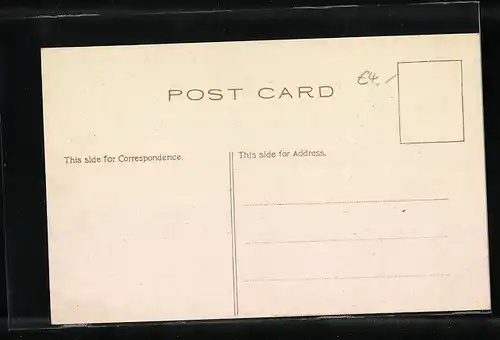 POST CARD
€4,-
This side for Correspondence.
This side for Address.